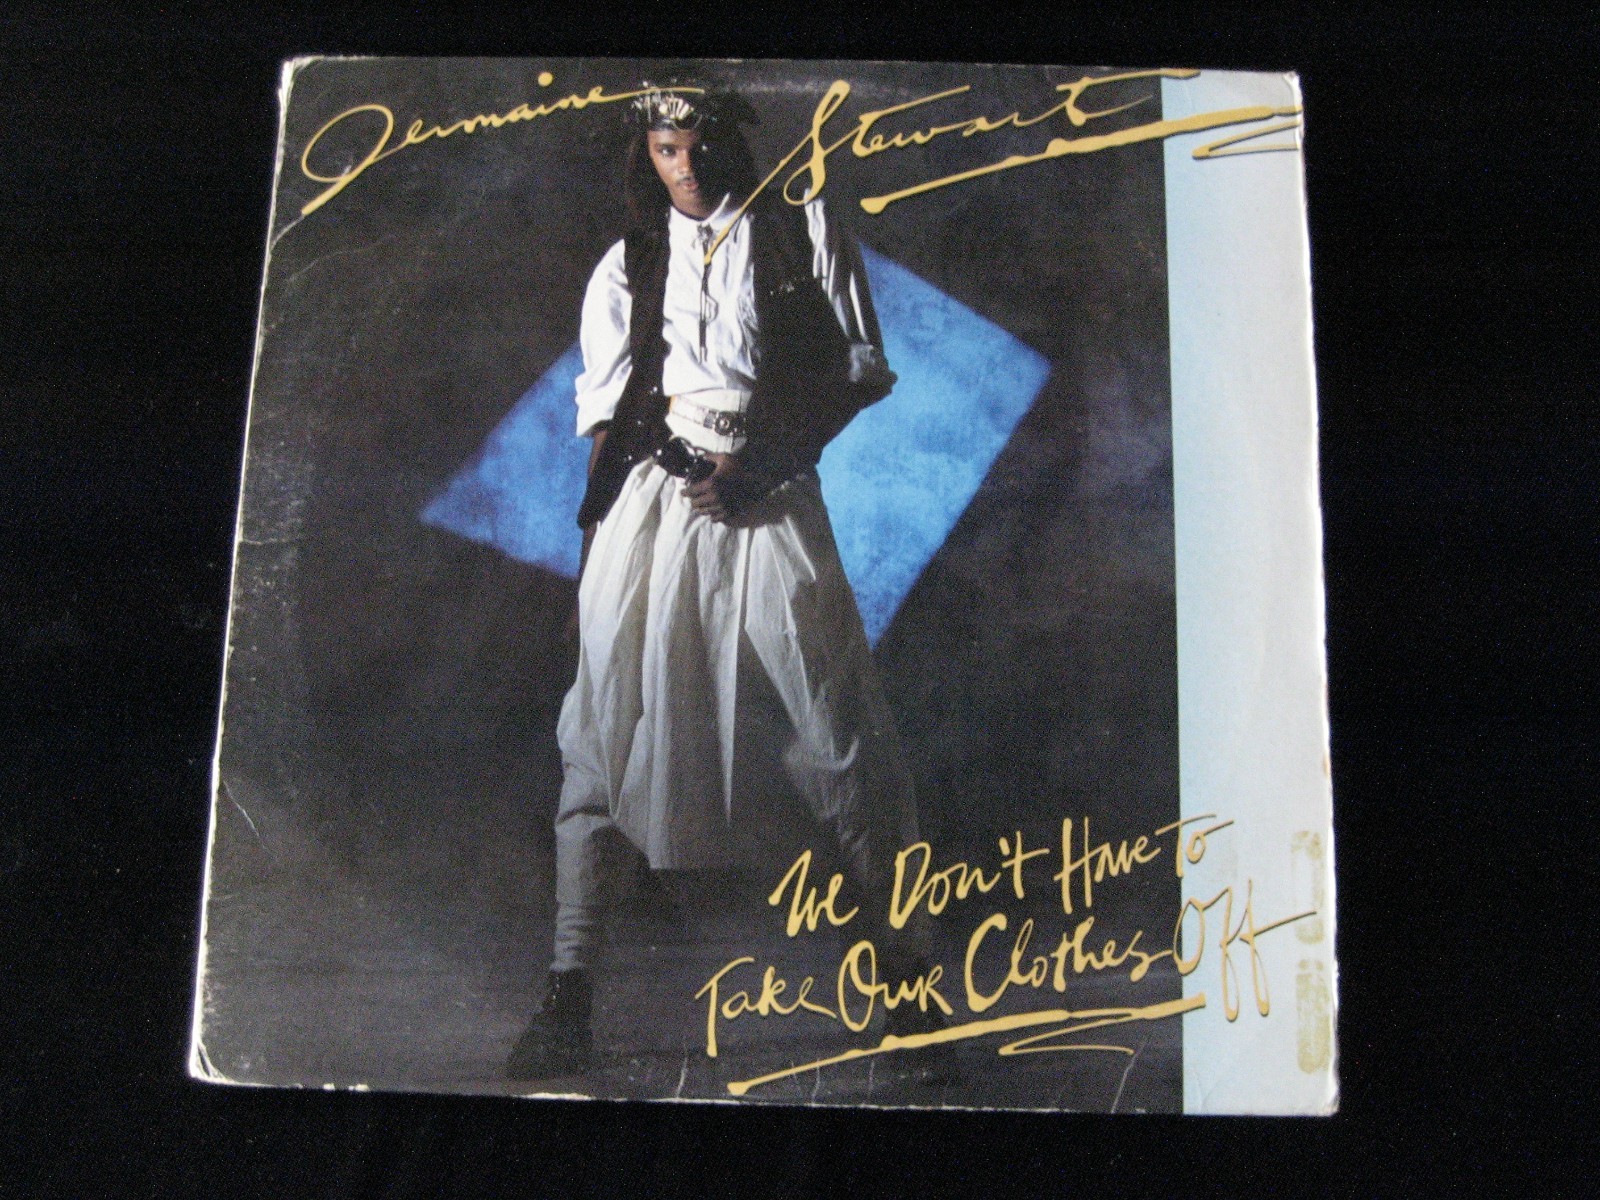 Jermaine Stewart
We Don't Have To
Take Our Clothes Off